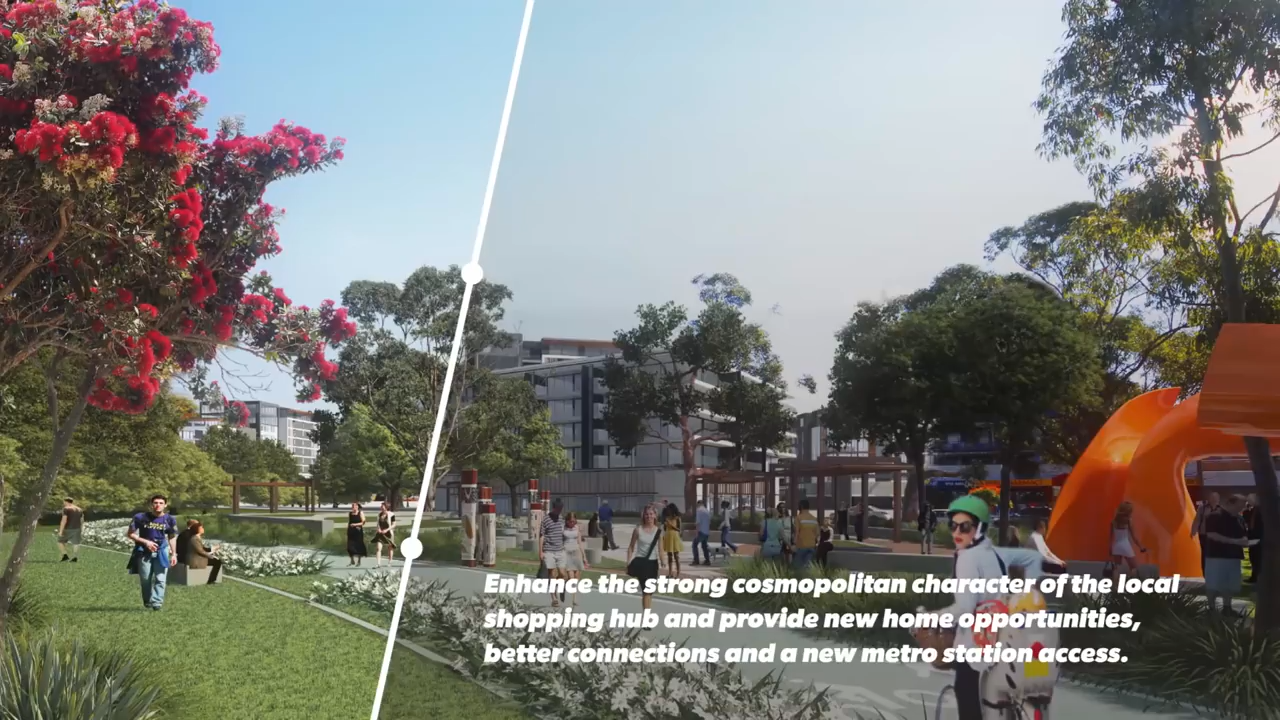 Enhance the strong cosmopolitan character of the local
shopping hub and provide new home opportunities,
better connections and a new metro station access.